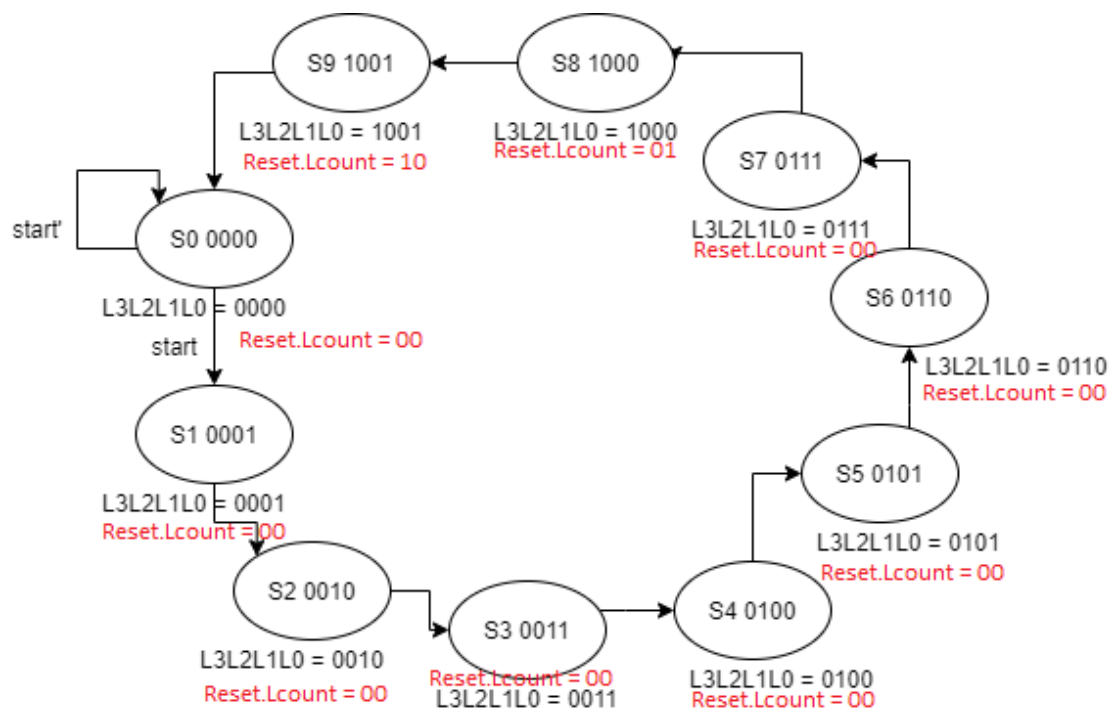 S9 1001
S8 1000
L3L2L1L0 = 1001
Reset.Lcount = 10
L3L2L1L0 = 1000
Reset.Lcount = 01
S7 0111
L3L2L1L0 = 0111
Reset.Lcount = 00
start'
S0 0000
L3L2L1L0 = 0000
Reset.Lcount = 00
start
S6 0110
L3L2L1L0 = 0110
Reset.Lcount = 00
S1 0001
L3L2L1L0 = 0001
Reset.Lcount = 00
S5 0101
L3L2L1L0 = 0101
Reset.Lcount = 00
S2 0010
L3L2L1L0 = 0010
Reset.Lcount = 00
S3 0011
Reset.Lcount = 00
L3L2L1L0 = 0011
S4 0100
L3L2L1L0 = 0100
Reset.Lcount = 00